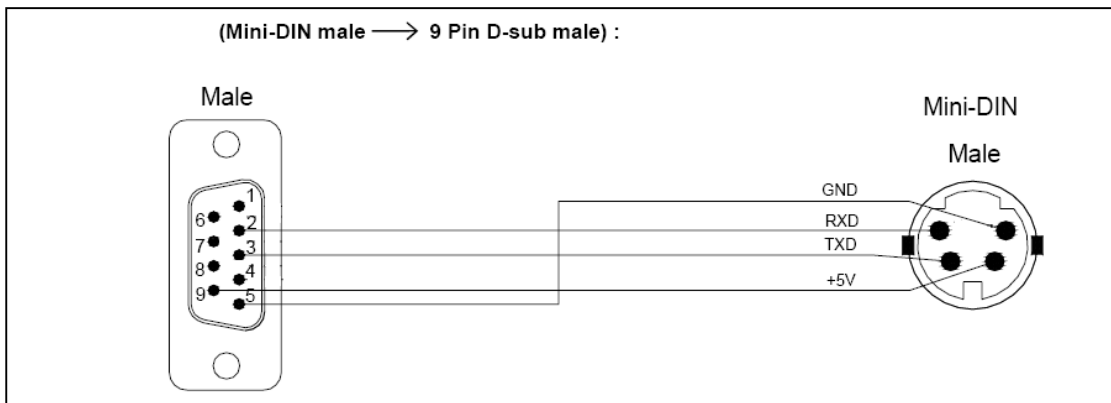 (Mini-DIN male ⟶ 9 Pin D-sub male) :
Male
Mini-DIN
Male
1
6
2
7
3
8
4
9
5
GND
RXD
TXD
+5V